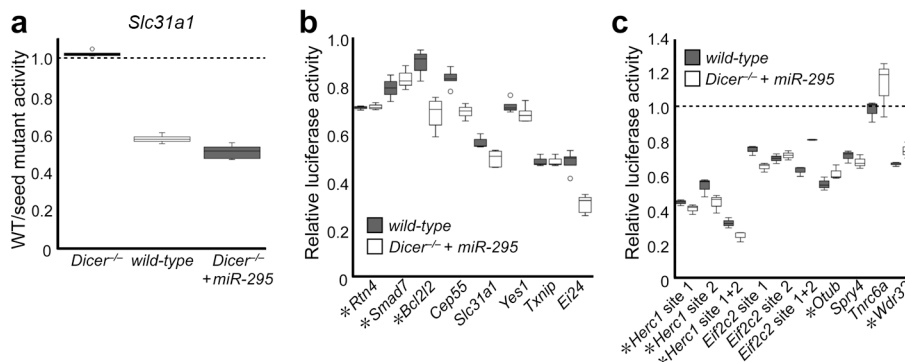 a
Slc31a1
WT/seed mutant activity
1.0
0.8
0.6
0.4
0.2
0
Dicer–/– wild-type Dicer–/–
+ miR-295
b
Relative luciferase activity
1.0
0.8
0.6
0.4
0.2
0
wild-type
Dicer–/– + miR-295
*Rtn4
*Smad7
*Bcl2l2
Cep55
Slc31a1
Yes1
Txnip
Ei24
c
Relative luciferase activity
1.4
1.2
1.0
0.8
0.6
0.4
0.2
0
wild-type
Dicer–/– + miR-295
*Herc1 site 1
*Herc1 site 2
*Herc1 site 1+2
Eif2c2 site 1
Eif2c2 site 2
Eif2c2 site 1+2
*Otub
Spry4
Tnrc6a